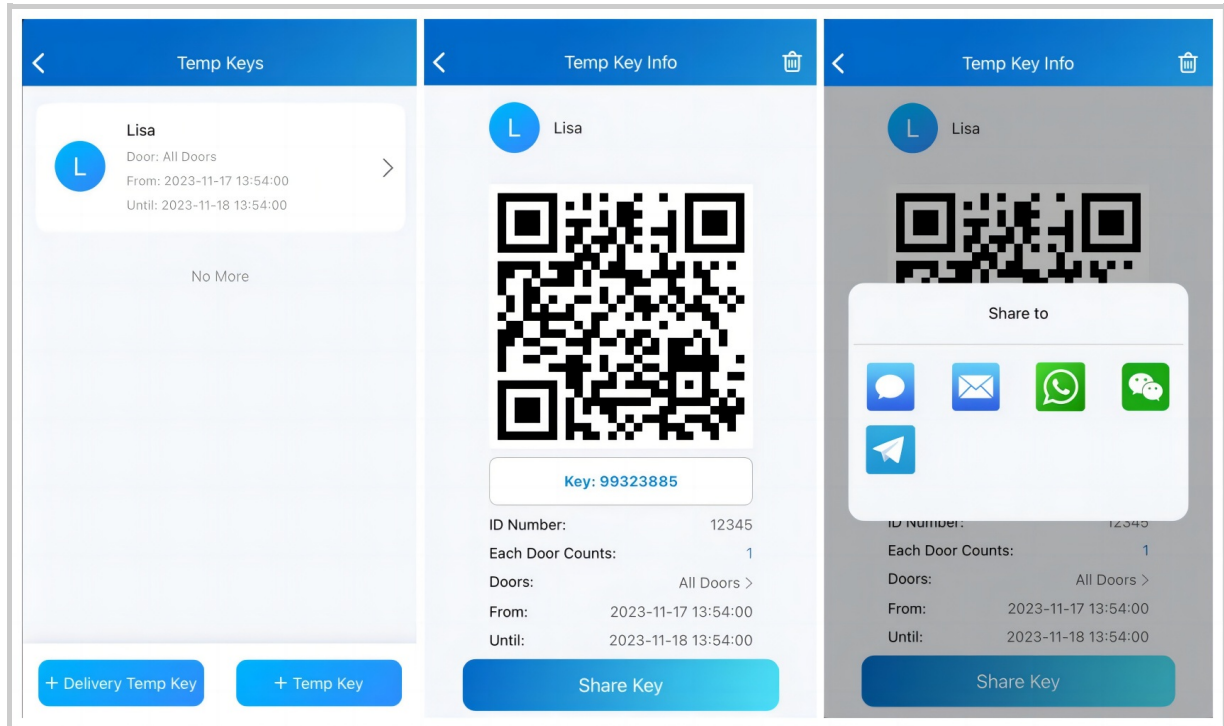 Temp Keys
L
Lisa
Door: All Doors
From: 2023-11-17 13:54:00
Until: 2023-11-18 13:54:00
No More
+ Delivery Temp Key
+ Temp Key
Temp Key Info
L
Lisa
Key: 99323885
ID Number: 12345
Each Door Counts: 1
Doors: All Doors >
From: 2023-11-17 13:54:00
Until: 2023-11-18 13:54:00
Share Key
Temp Key Info
L
Lisa
Share to
ID Number: 12345
Each Door Counts: 1
Doors: All Doors >
From: 2023-11-17 13:54:00
Until: 2023-11-18 13:54:00
Share Key